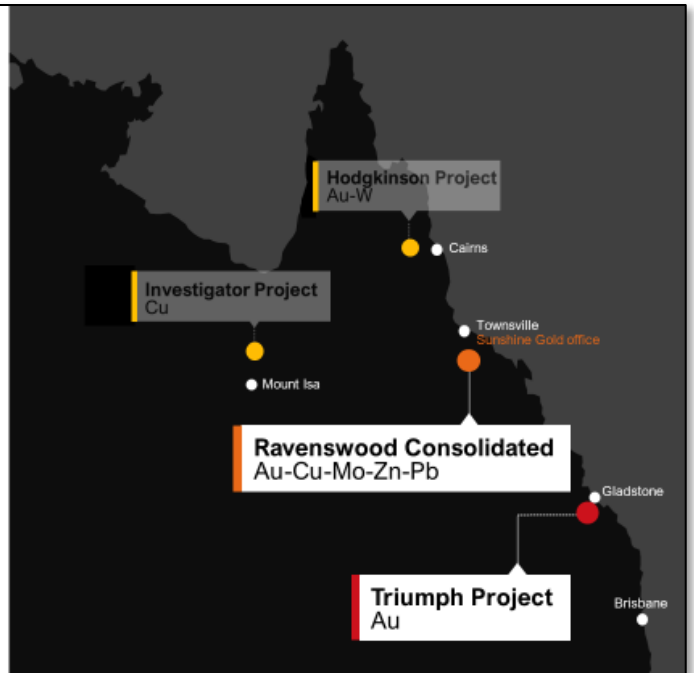 Hodgkinson Project
Au-W
Cairns
Investigator Project
Cu
Townsville
Sunshine Gold office
Mount Isa
Ravenswood Consolidated
Au-Cu-Mo-Zn-Pb
Gladstone
Triumph Project
Au
Brisbane